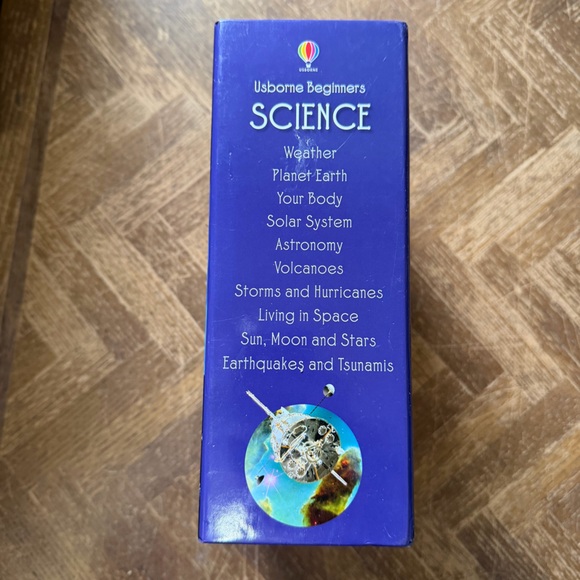 USBORNE
Usborne Beginners
SCIENCE
Weather
Planet Earth
Your Body
Solar System
Astronomy
Volcanoes
Storms and Hurricanes
Living in Space
Sun, Moon and Stars
Earthquakes and Tsunamis